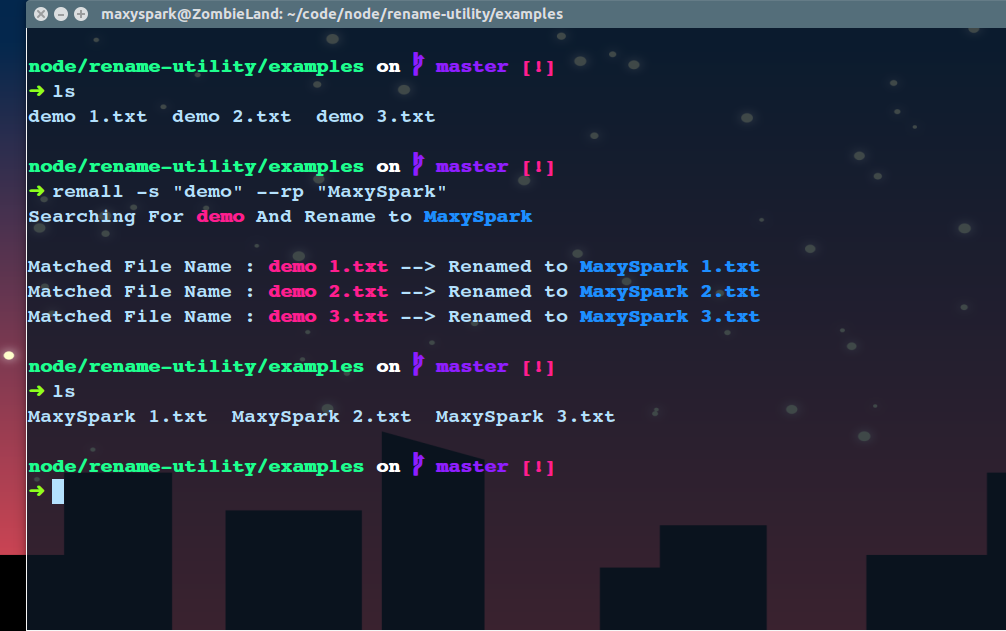 maxyspark@ZombieLand: ~/code/node/rename-utility/examples
node/rename-utility/examples on master [!]
➜ ls
demo 1.txt  demo 2.txt  demo 3.txt
node/rename-utility/examples on master [!]
➜ remall -s "demo" --rp "MaxySpark"
Searching For demo And Rename to MaxySpark
Matched File Name : demo 1.txt --> Renamed to MaxySpark 1.txt
Matched File Name : demo 2.txt --> Renamed to MaxySpark 2.txt
Matched File Name : demo 3.txt --> Renamed to MaxySpark 3.txt
node/rename-utility/examples on master [!]
➜ ls
MaxySpark 1.txt  MaxySpark 2.txt  MaxySpark 3.txt
node/rename-utility/examples on master [!]
➜